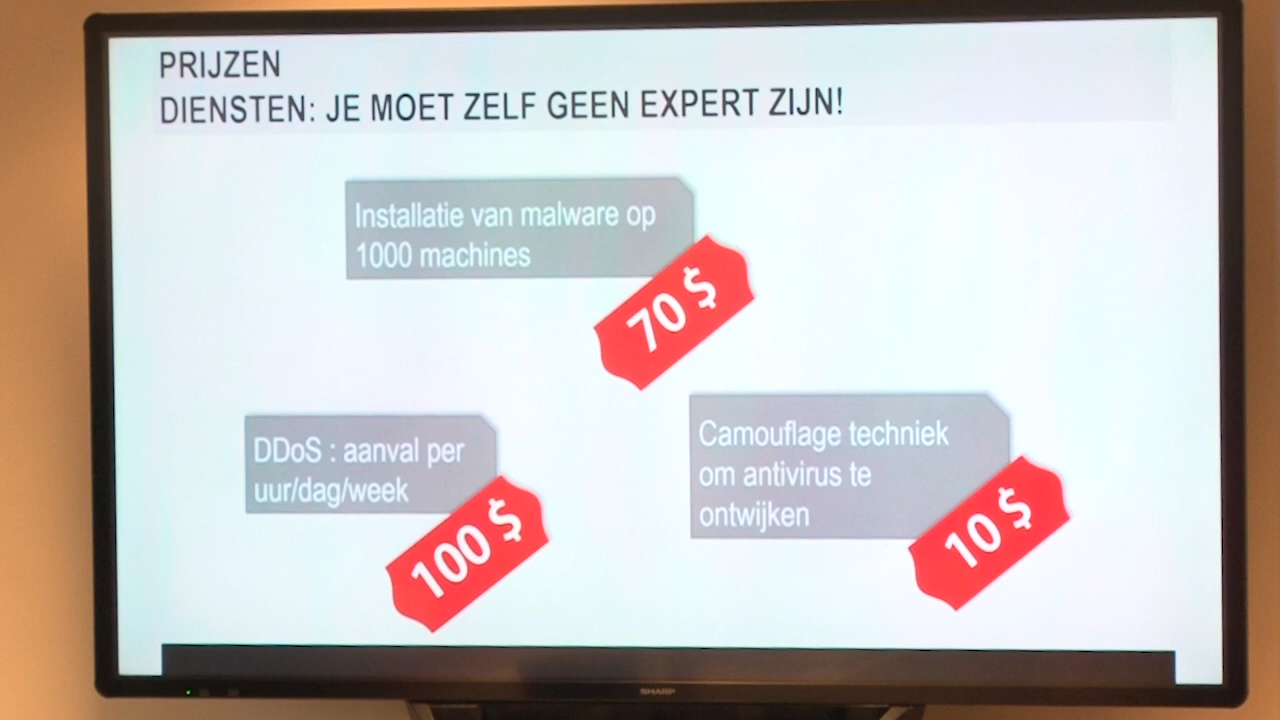 PRIJZEN
DIENSTEN: JE MOET ZELF GEEN EXPERT ZIJN!
Installatie van malware op
1000 machines
70 $
DDoS : aanval per
uur/dag/week
100 $
Camouflage techniek
om antivirus te
ontwijken
10 $
SHARP